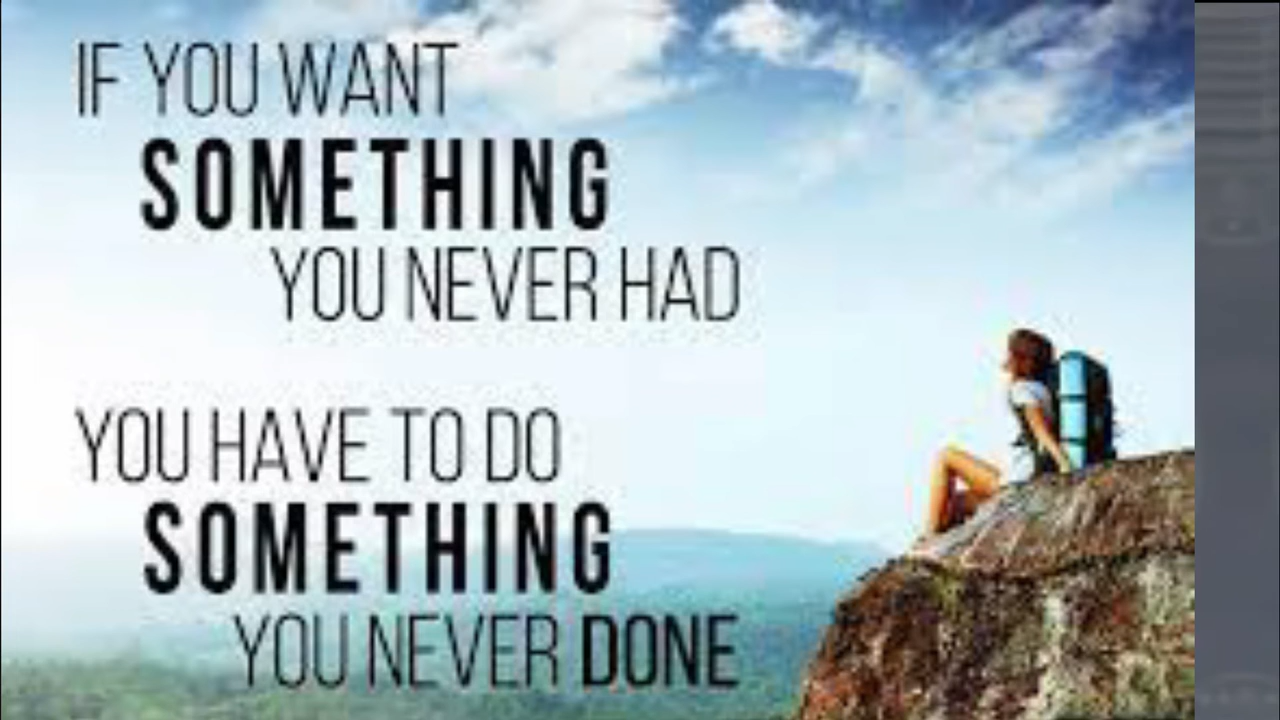 IF YOU WANT
SOMETHING
YOU NEVER HAD
YOU HAVE TO DO
SOMETHING
YOU NEVER DONE